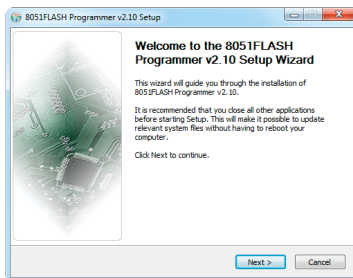 8051FLASH Programmer v2.10 Setup
Welcome to the 8051FLASH
Programmer v2.10 Setup Wizard
This wizard will guide you through the installation of
8051FLASH Programmer v2.10.
It is recommended that you close all other applications
before starting Setup. This will make it possible to update
relevant system files without having to reboot your
computer.
Click Next to continue.
Next >
Cancel